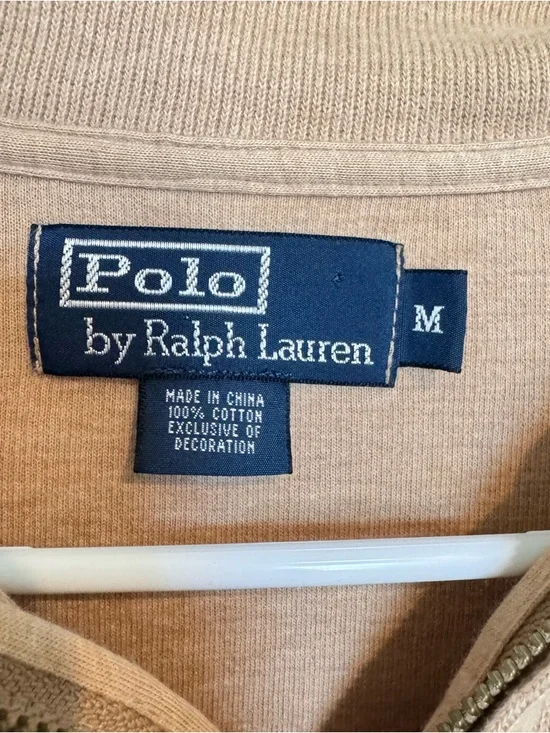 Polo
by Ralph Lauren
M
MADE IN CHINA
100% COTTON
EXCLUSIVE OF
DECORATION